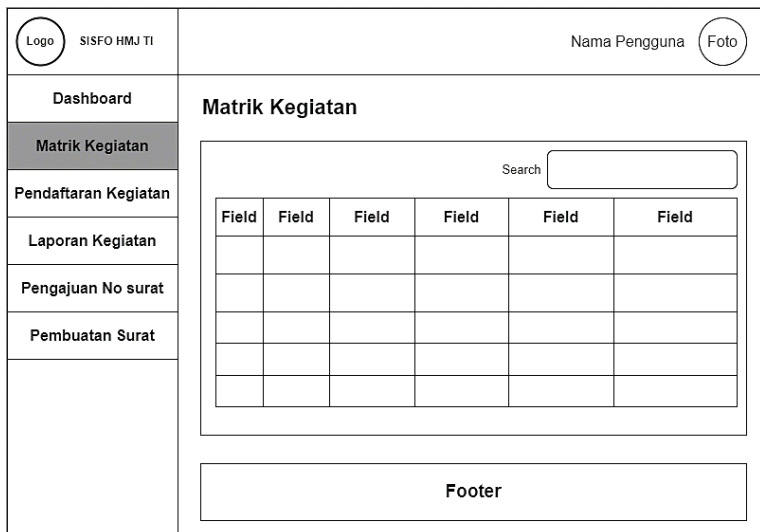 Logo SISFO HMJ TI
Nama Pengguna Foto
Dashboard
Matrik Kegiatan
Pendaftaran Kegiatan
Laporan Kegiatan
Pengajuan No surat
Pembuatan Surat
Matrik Kegiatan
Search
Field Field Field Field Field Field
Footer